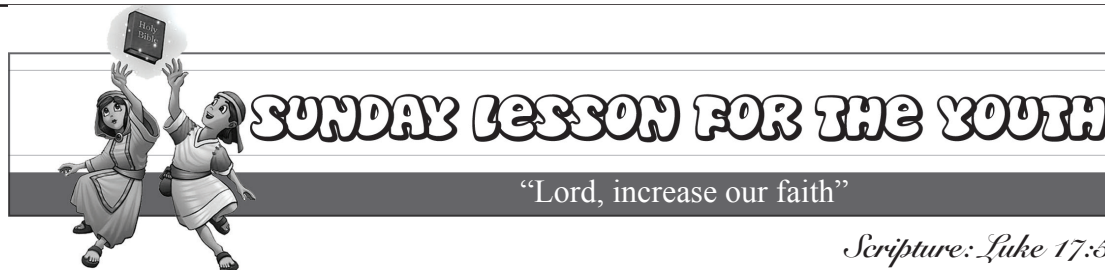 Holy
Bible
SUNDAY LESSON FOR THE YOUTH
“Lord, increase our faith”
Scripture: Luke 17:5